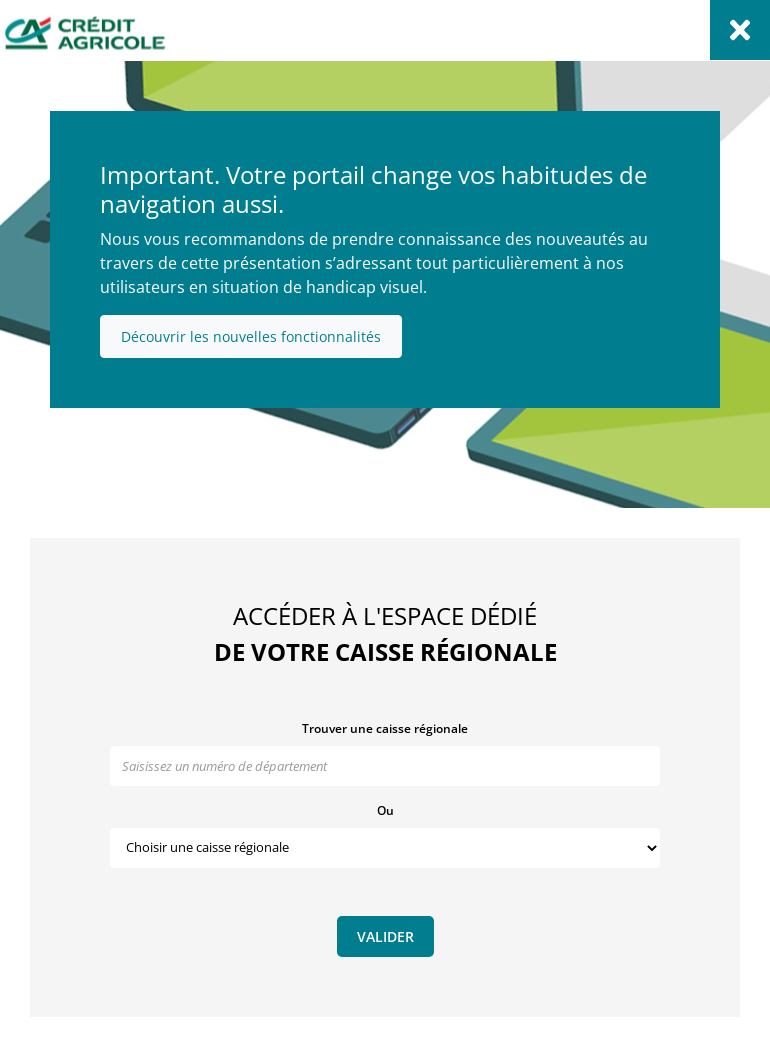 CRÉDIT
AGRICOLE
Important. Votre portail change vos habitudes de
navigation aussi.
Nous vous recommandons de prendre connaissance des nouveautés au
travers de cette présentation s’adressant tout particulièrement à nos
utilisateurs en situation de handicap visuel.
Découvrir les nouvelles fonctionnalités
ACCÉDER À L'ESPACE DÉDIÉ
DE VOTRE CAISSE RÉGIONALE
Trouver une caisse régionale
Saisissez un numéro de département
Ou
Choisir une caisse régionale
VALIDER